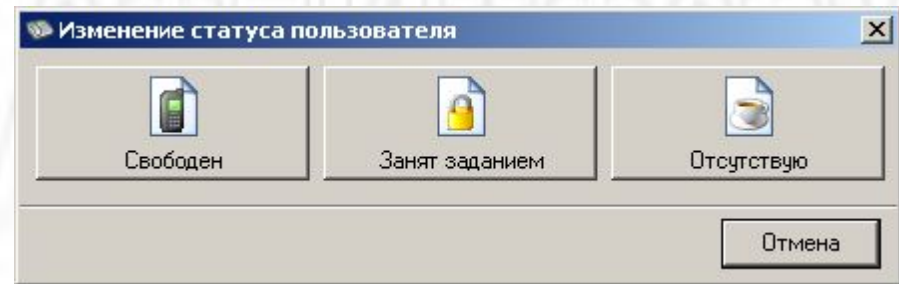 Изменение статуса пользователя
Свободен Занят заданием Отсутствую
Отмена